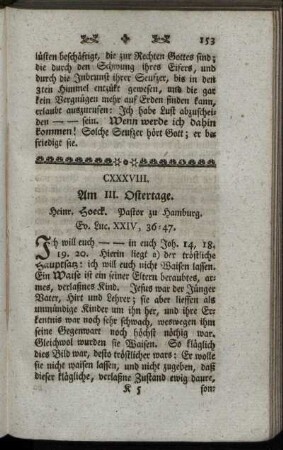 153
lüsten beschäftigt, die zur Rechten Gottes sind;
die durch den Schwung ihres Eifers, und
durch die Inbrunst ihrer Seufzer, bis in den
3ten Himmel entzükt gewesen, und die gar
kein Vergnügen mehr auf Erden finden kann,
erlaubt auszurufen: Ich habe Lust abzuschei
den — — sein. Wenn werde ich dahin
kommen! Solche Seufzer hört Gott; er be
friedigt sie.
CXXXVIII.
Am III. Ostertage.
Heinr. Hoeck. Pastor zu Hamburg.
Ev. Luc. XXIV, 36-47.
Ich will euch — — in euch Joh. 14, 18,
19. 20. Hierin liegt 0) der tröstliche
Hauptsatz: ich will euch nicht Waisen lassen.
Ein Waise ist ein seiner Eltern beraubtes, ar-
mes, verlaßnes Kind. Jesus war der Jünger
Vater, Hirt und Lehrer; sie aber liessen als
unmündige Kinder um ihn her, und ihre Er
kenntnis war noch sehr schwach, weswegen ihm
seine Gegenwart noch höchst nöthig war.
Gleichwol wurden sie Waisen. So kläglich
dies Bild war, desto tröstlicher wars: Er wolle
sie nicht waisen lassen, und nicht zugeben, daß
dieser klägliche, verlaßne Zustand ewig daure,
K 5 son-